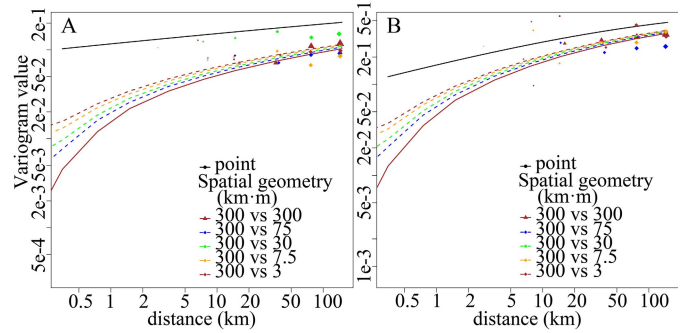 A
B
Variogram value
2e-1
5e-2
2e-2
5e-3
2e-3
5e-4
5e-1
2e-1
5e-2
2e-2
5e-3
1e-3
point
Spatial geometry
(km·m)
300 vs 300
300 vs 75
300 vs 30
300 vs 7.5
300 vs 3
point
Spatial geometry
(km·m)
300 vs 300
300 vs 75
300 vs 30
300 vs 7.5
300 vs 3
0.5 1 2 5 10 20 50 100
0.5 1 2 5 10 20 50 100
distance (km)
distance (km)